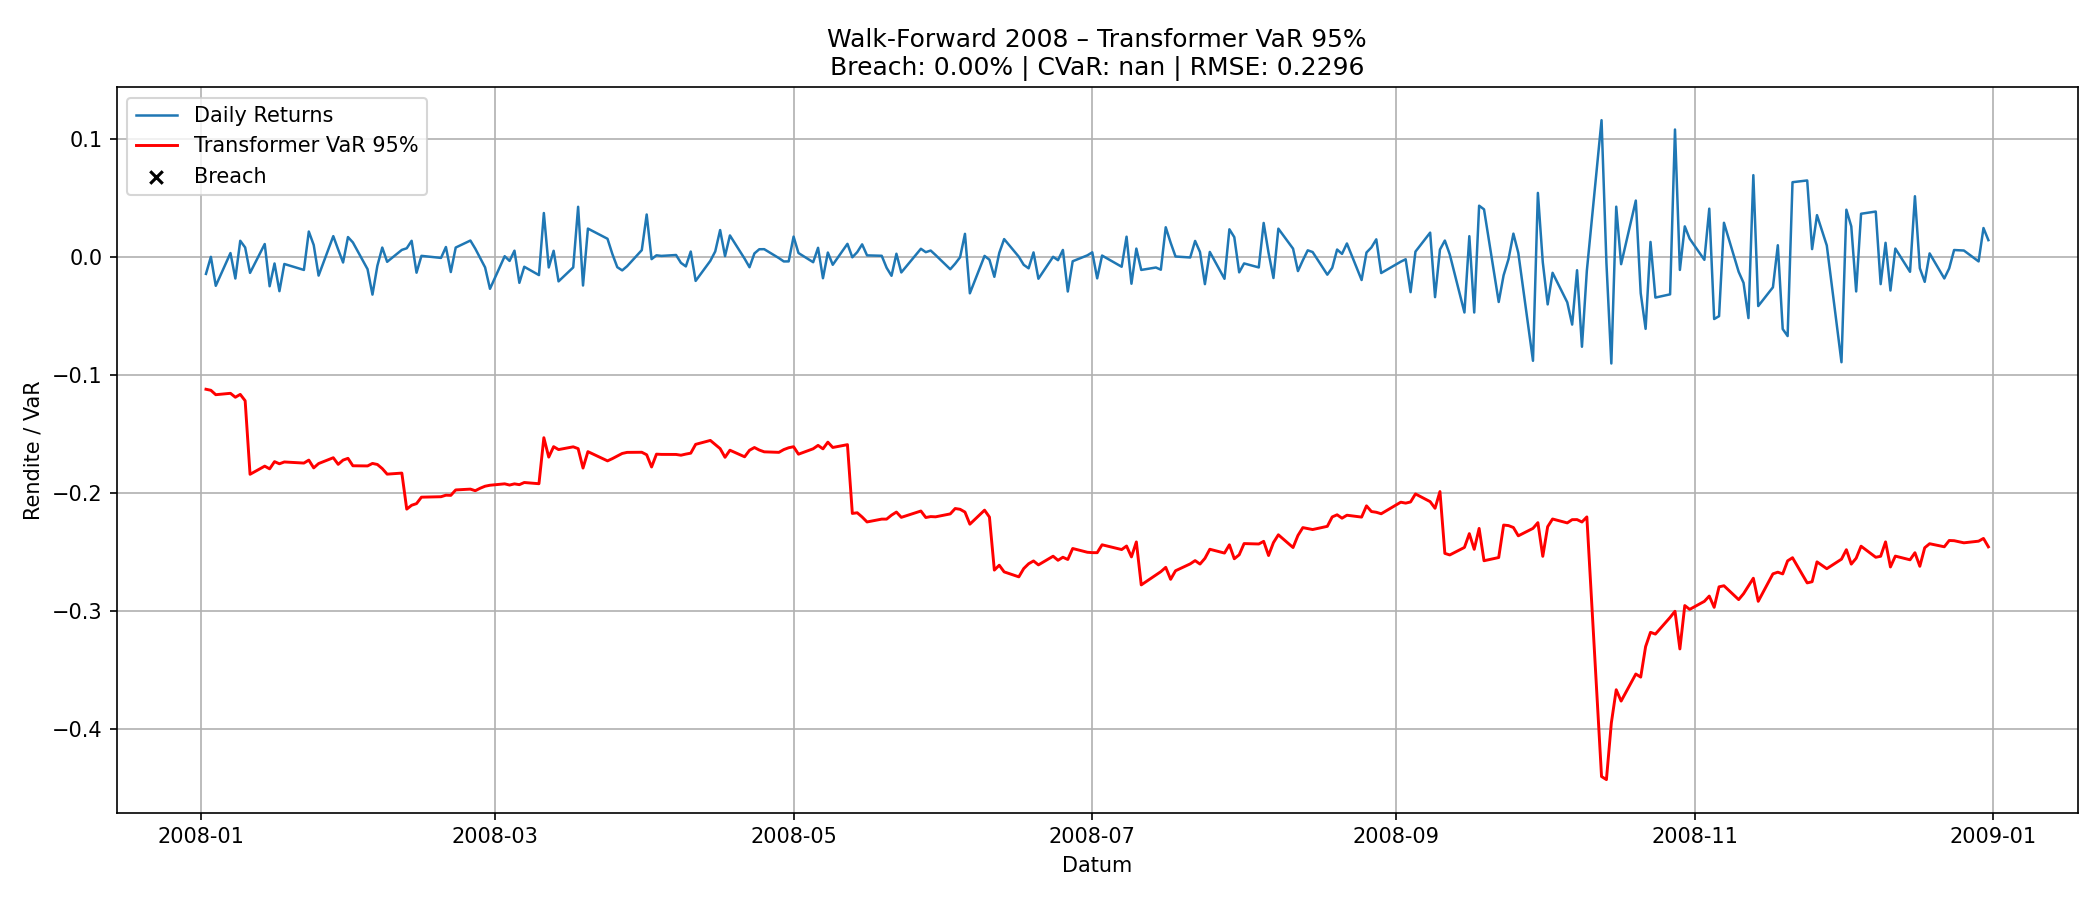 Walk-Forward 2008 – Transformer VaR 95%
Breach: 0.00% | CVaR: nan | RMSE: 0.2296
Daily Returns
Transformer VaR 95%
Breach
Rendite / VaR
0.1
0.0
−0.1
−0.2
−0.3
−0.4
2008-01
2008-03
2008-05
2008-07
2008-09
2008-11
2009-01
Datum